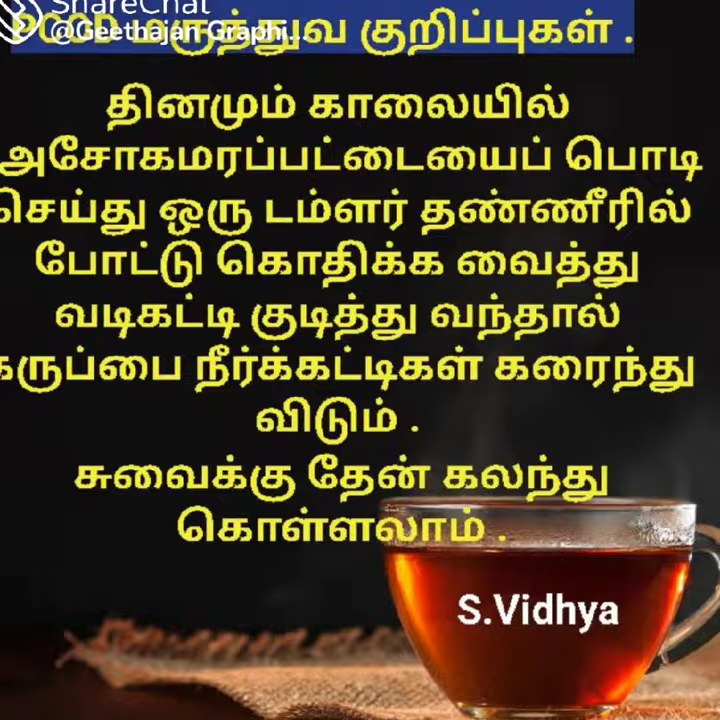 ShareChat
@Geethajan Graphi...
PCOD மருத்துவ குறிப்புகள் .
தினமும் காலையில்
அசோகமரப்பட்டையைப் பொடி
செய்து ஒரு டம்ளர் தண்ணீரில்
போட்டு கொதிக்க வைத்து
வடிகட்டி குடித்து வந்தால்
கருப்பை நீர்க்கட்டிகள் கரைந்து
விடும் .
சுவைக்கு தேன் கலந்து
கொள்ளலாம் .
S.Vidhya